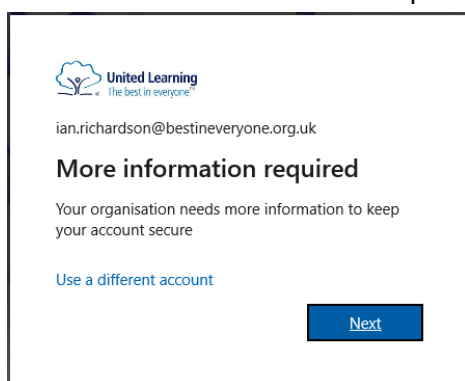 United Learning
The best in everyone™
ian.richardson@bestineveryone.org.uk
More information required
Your organisation needs more information to keep
your account secure
Use a different account
Next